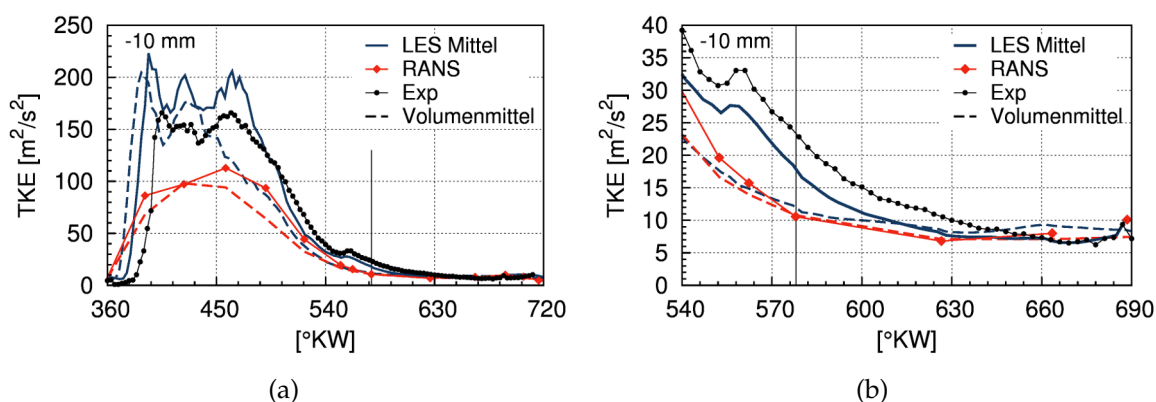 250
200
150
100
50
0
TKE [m²/s²]
-10 mm
LES Mittel
RANS
Exp
Volumenmittel
360 450 540 630 720
[°KW]
(a)
40
35
30
25
20
15
10
5
0
TKE [m²/s²]
-10 mm
LES Mittel
RANS
Exp
Volumenmittel
540 570 600 630 660 690
[°KW]
(b)